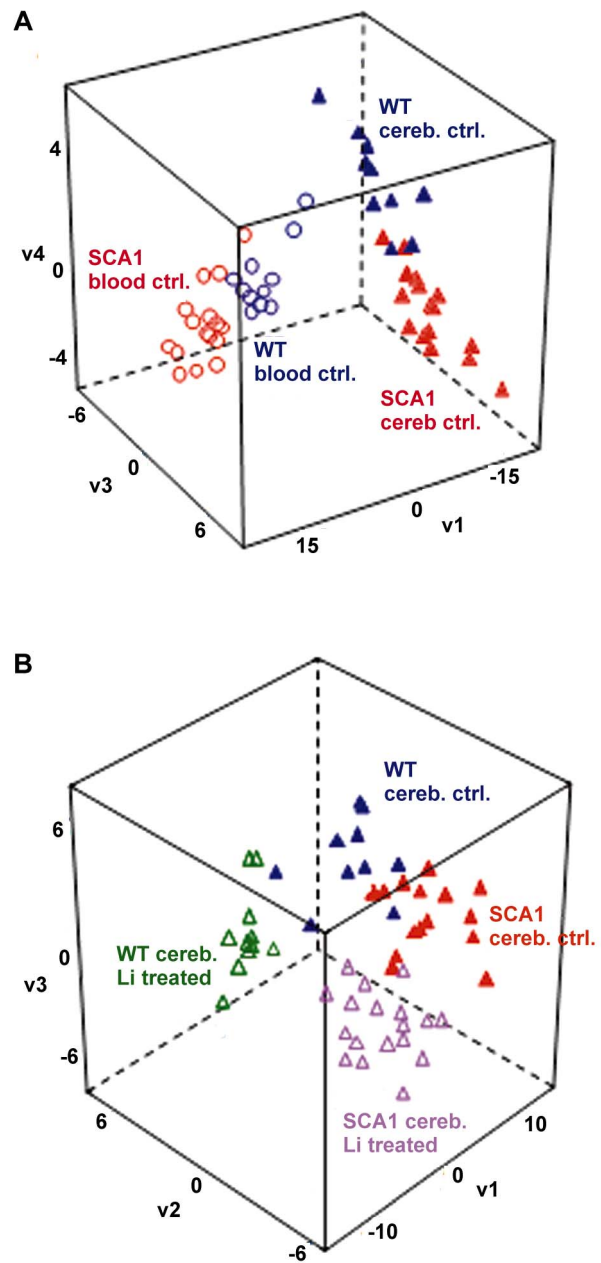 A
WT
cereb. ctrl.
4
v4
0
-4
SCA1
blood ctrl.
WT
blood ctrl.
SCA1
cereb ctrl.
-6
0
v3
6
-15
0
v1
15
B
WT
cereb. ctrl.
6
SCA1
cereb. ctrl.
WT cereb.
Li treated
0
v3
-6
SCA1 cereb.
Li treated
6
10
0
v2
0
v1
-10
-6